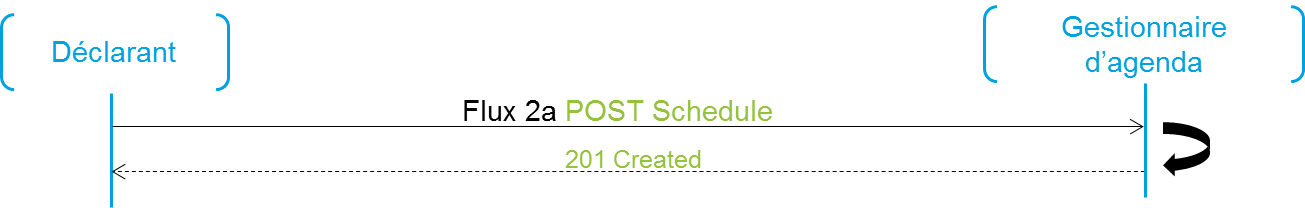 Déclarant
Gestionnaire
d’agenda
Flux 2a POST Schedule
201 Created